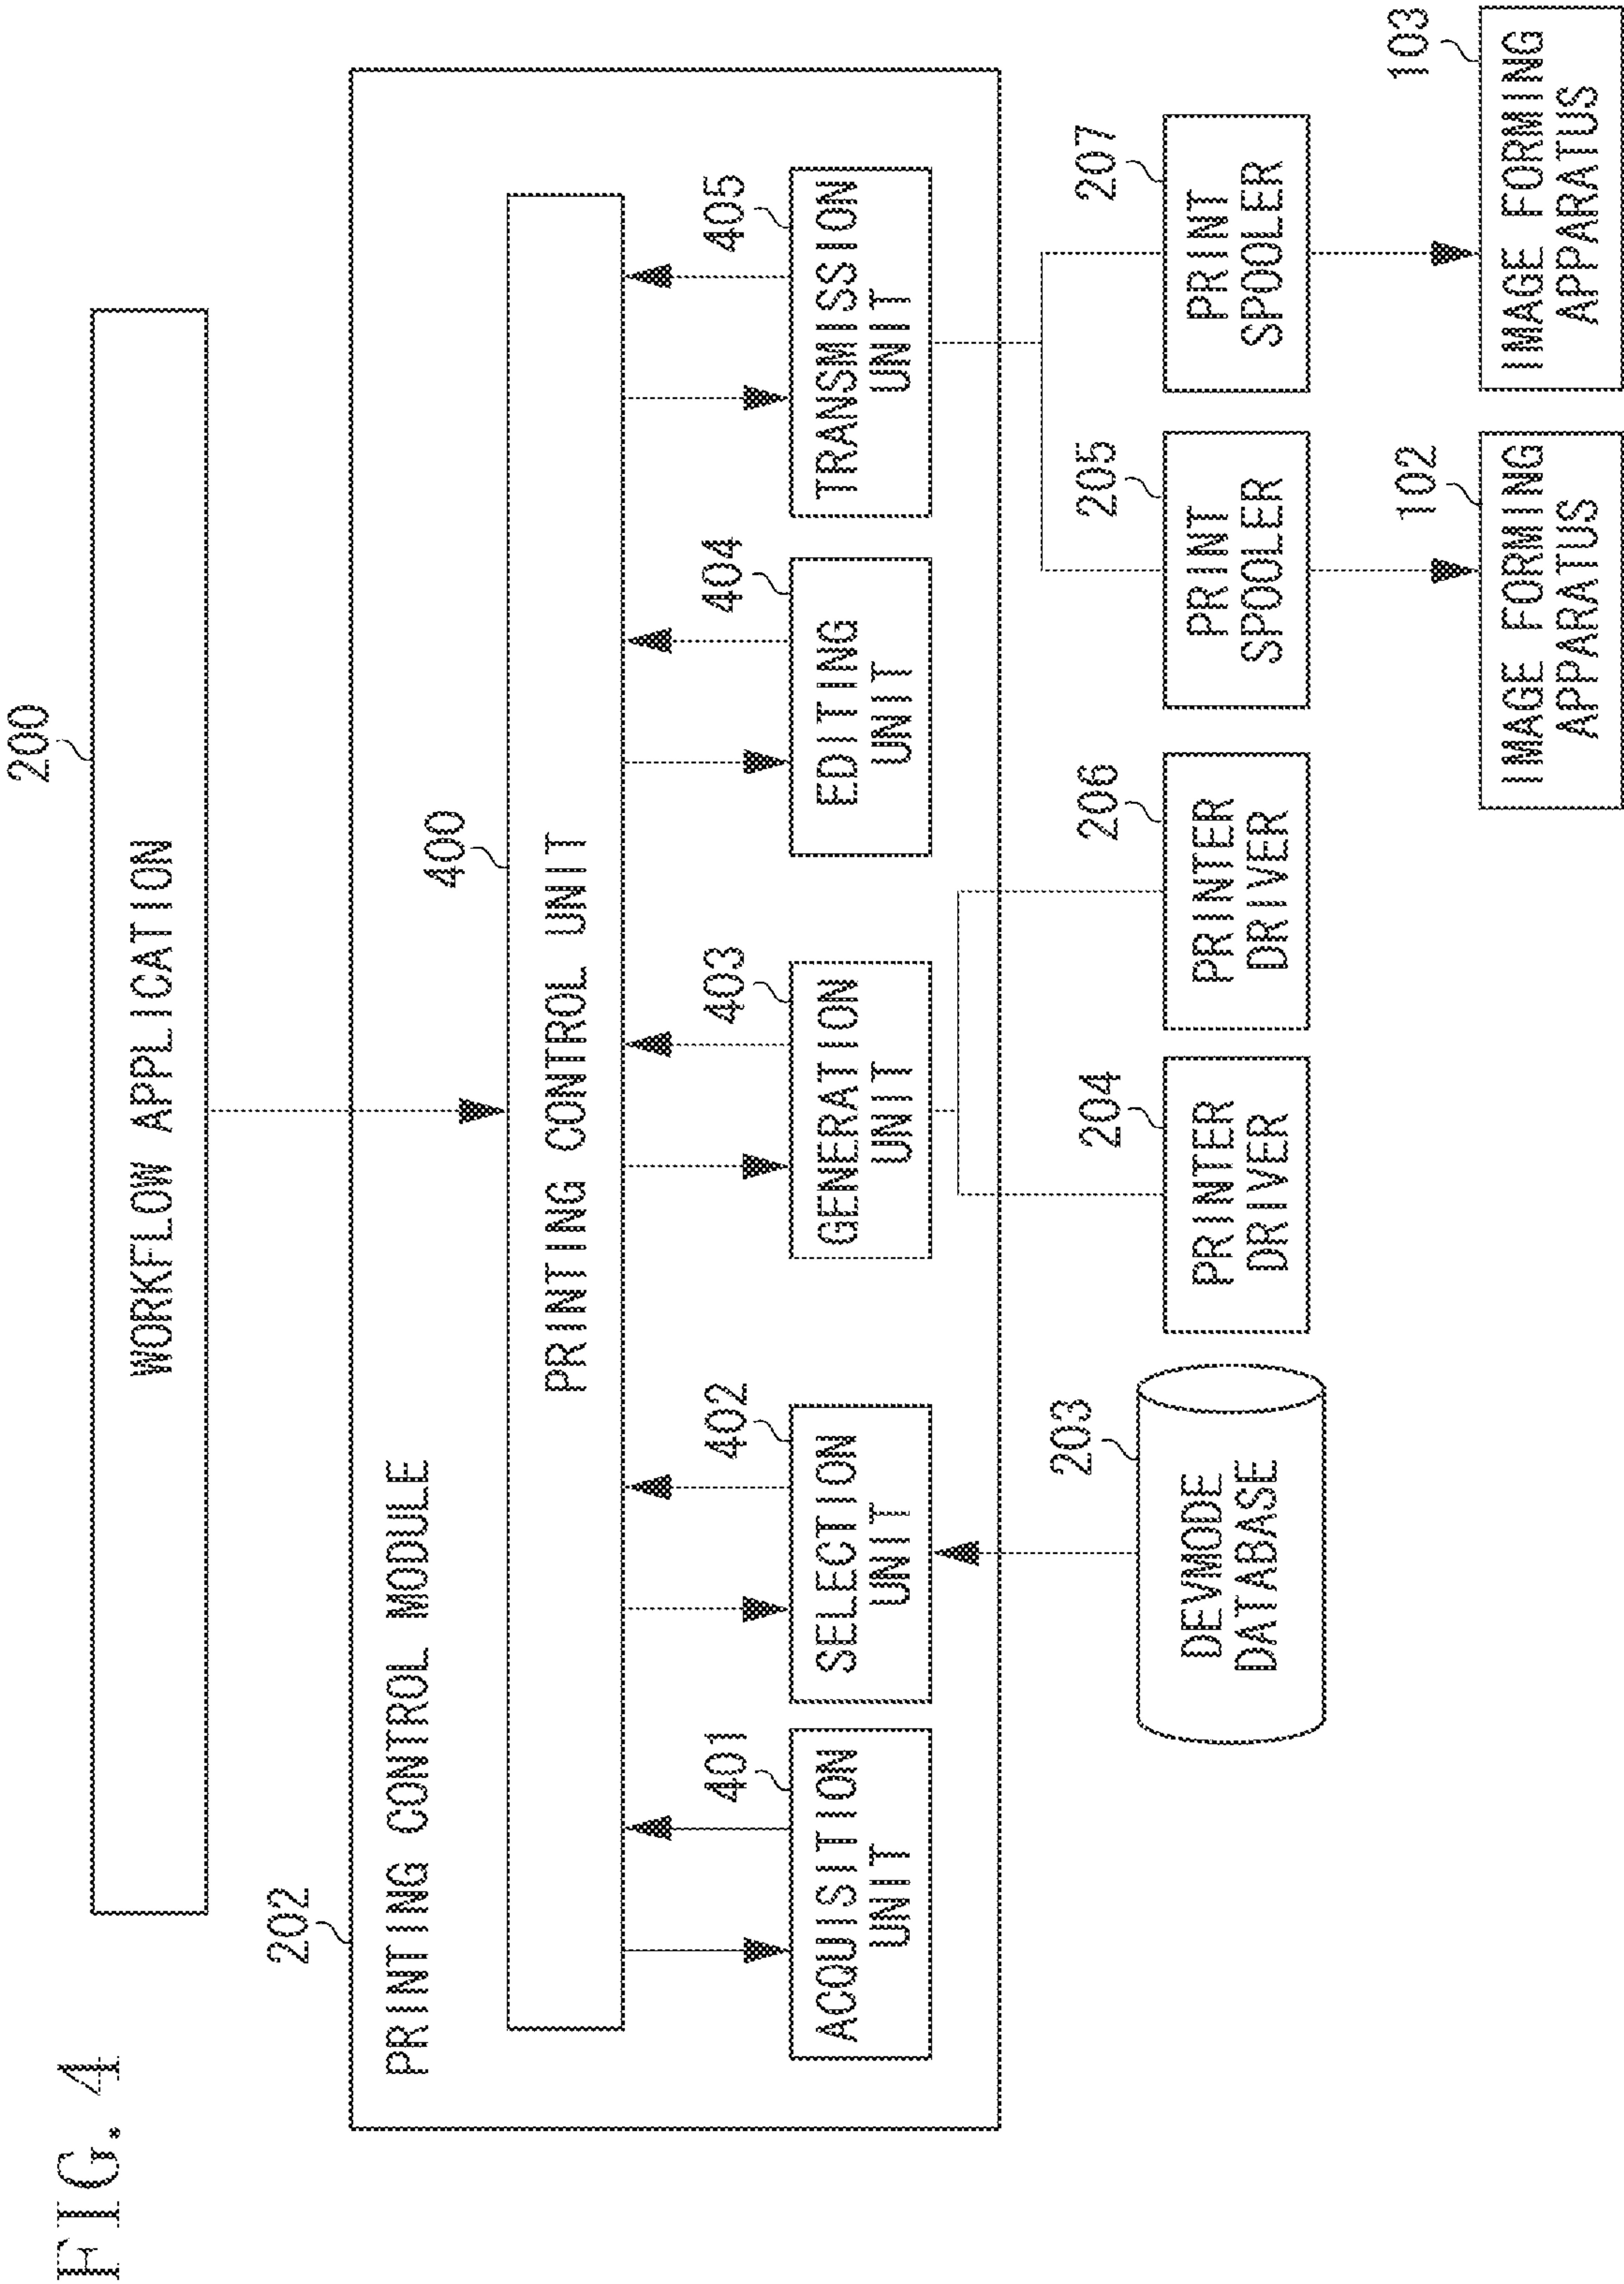 FIG. 4
200
WORKFLOW APPLICATION
202
PRINTING CONTROL MODULE
400
PRINTING CONTROL UNIT
401
ACQUISITION
UNIT
402
SELECTION
UNIT
403
GENERATION
UNIT
404
EDITING
UNIT
405
TRANSMISSION
UNIT
203
DEVMODE
DATABASE
204
PRINTER
DRIVER
206
PRINTER
DRIVER
205
PRINT
SPOOLER
207
PRINT
SPOOLER
102
IMAGE FORMING
APPARATUS
103
IMAGE FORMING
APPARATUS